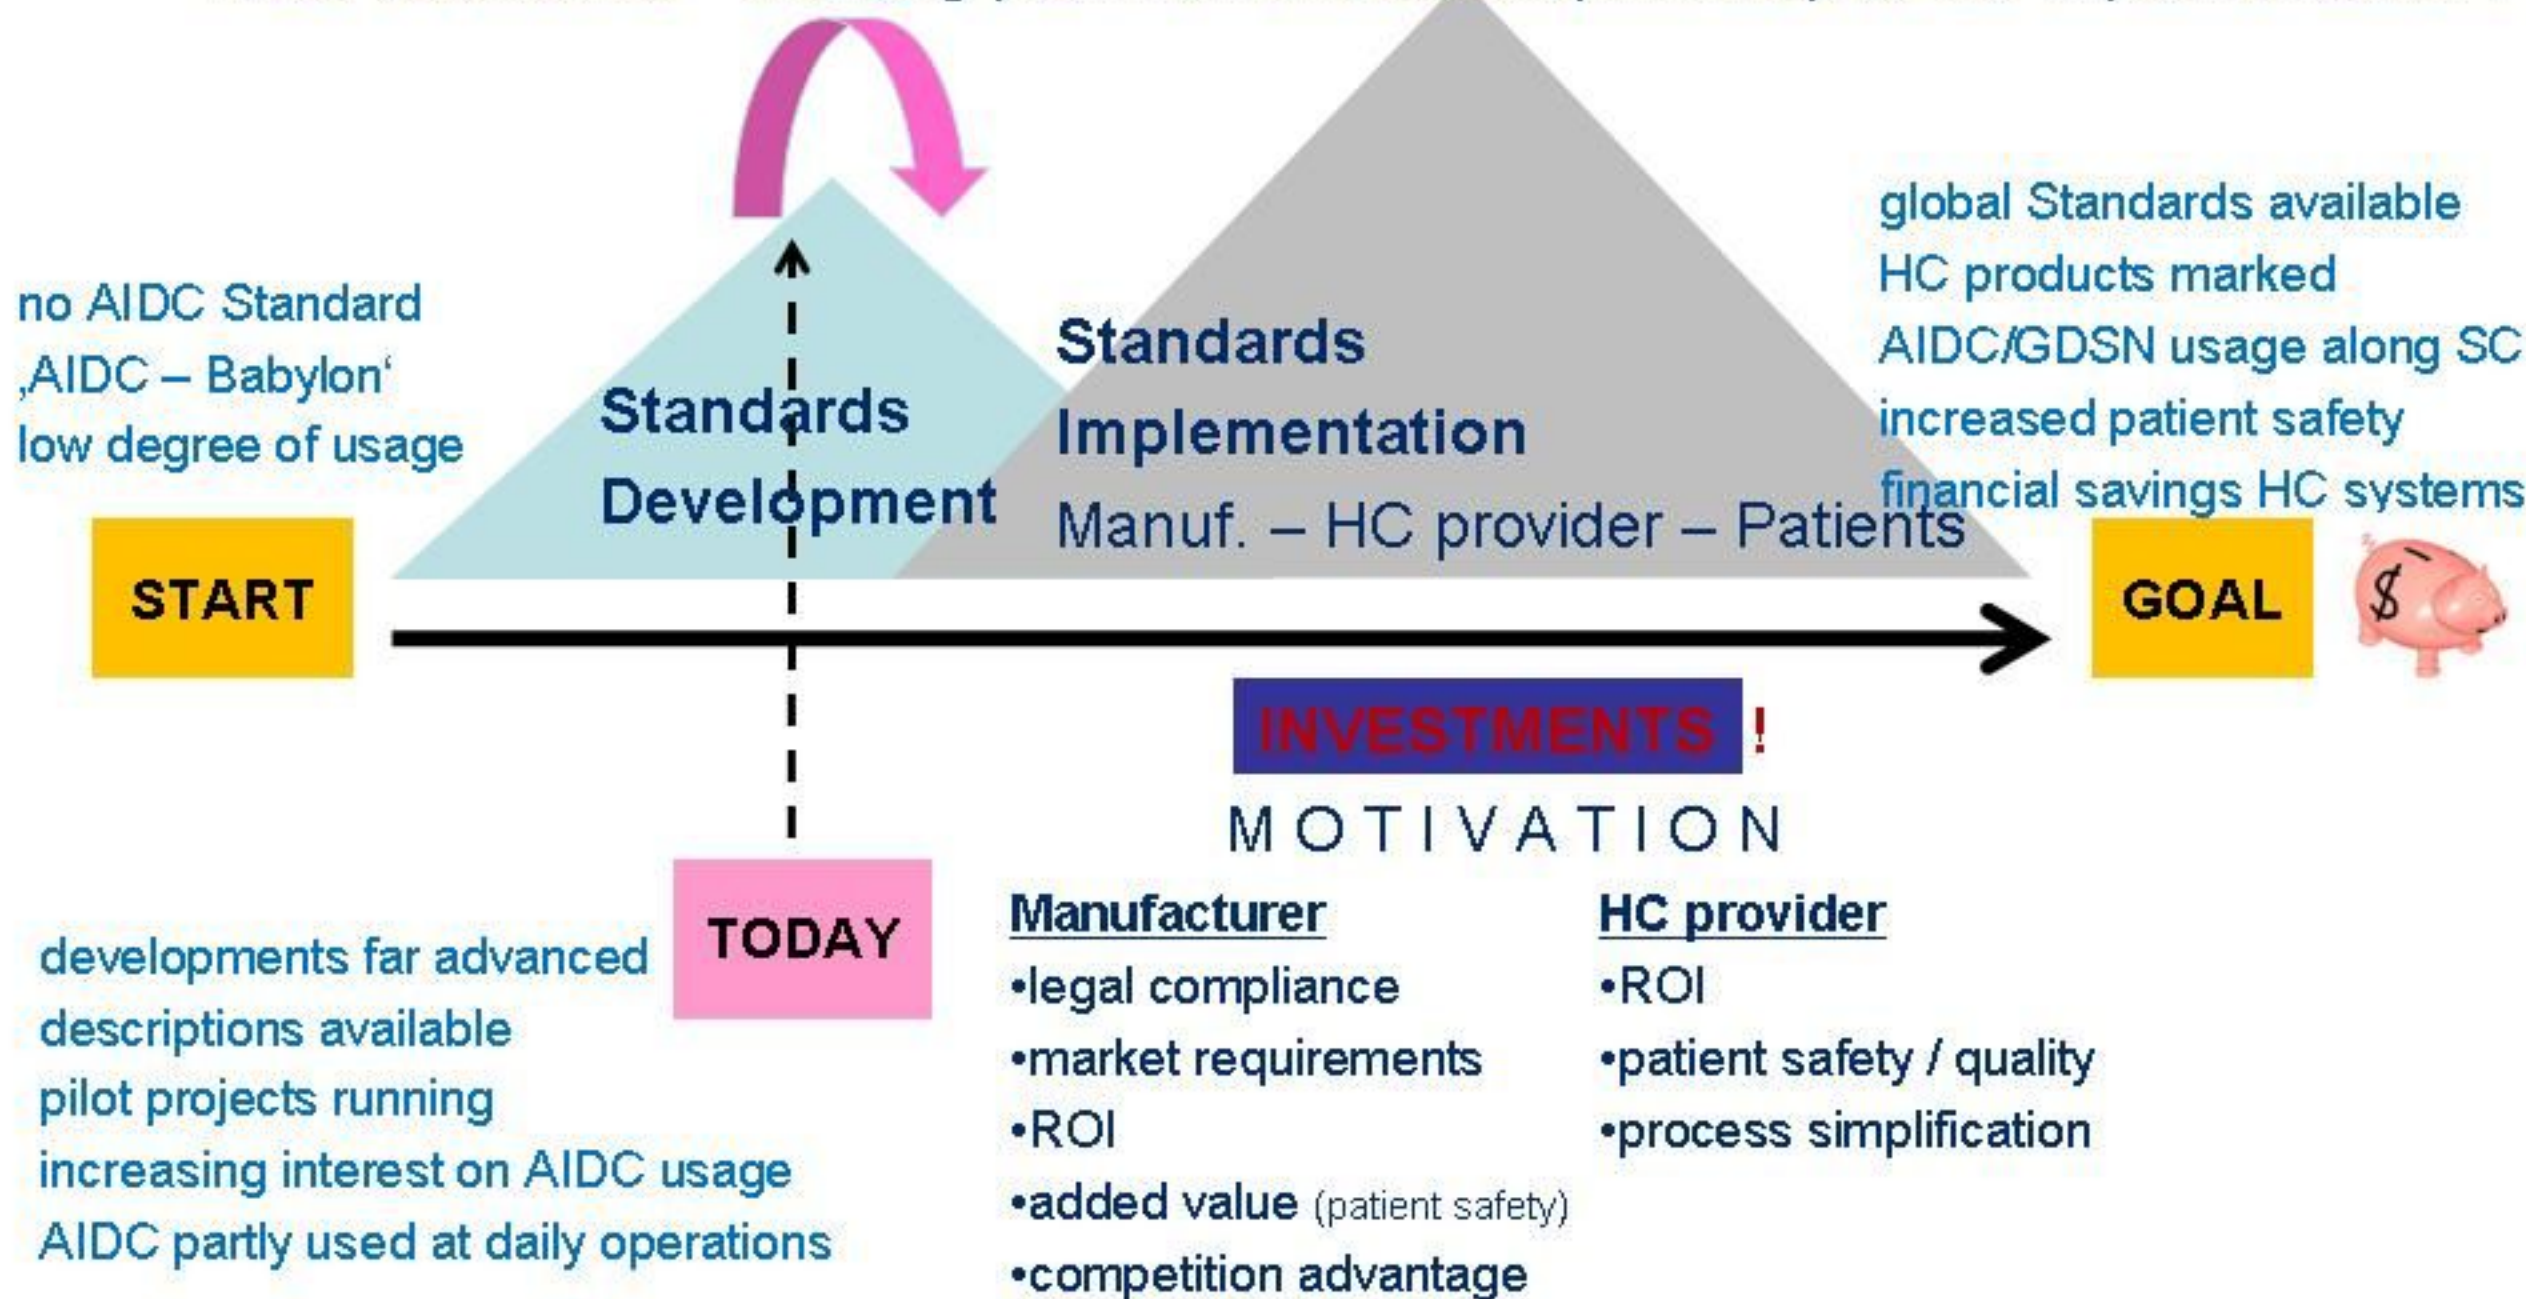 no AIDC Standard
‚AIDC – Babylon‘
low degree of usage
START
Standards
Development
Standards
Implementation
Manuf. – HC provider – Patients
global Standards available
HC products marked
AIDC/GDSN usage along SC
increased patient safety
financial savings HC systems
GOAL
$
INVESTMENTS !
MOTIVATION
TODAY
developments far advanced
descriptions available
pilot projects running
increasing interest on AIDC usage
AIDC partly used at daily operations
Manufacturer
•legal compliance
•market requirements
•ROI
•added value (patient safety)
•competition advantage
HC provider
•ROI
•patient safety / quality
•process simplification